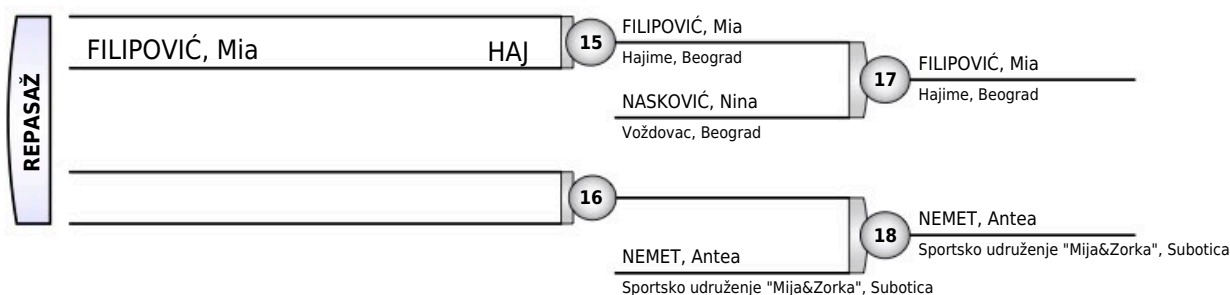 REPASAŽ
FILIPOVIĆ, Mia HAJ
15
FILIPOVIĆ, Mia
Hajime, Beograd
NASKOVIĆ, Nina
Voždovac, Beograd
17
FILIPOVIĆ, Mia
Hajime, Beograd
16
NEMET, Antea
Sportsko udruženje "Mija&Zorka", Subotica
18
NEMET, Antea
Sportsko udruženje "Mija&Zorka", Subotica